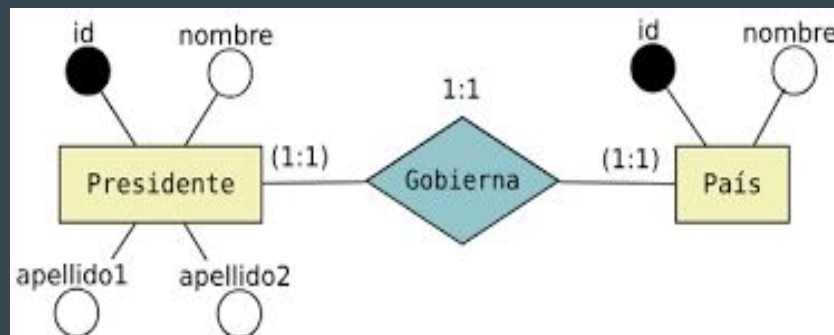 id
nombre
id
nombre
1:1
Presidente
(1:1)
Gobierna
(1:1)
País
apellido1
apellido2